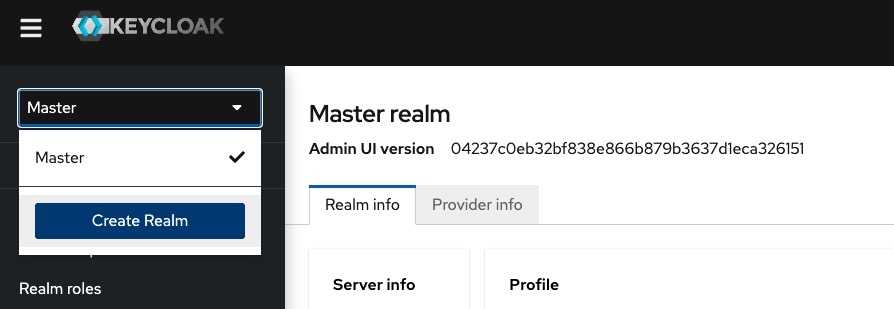 KEYCLOAK
Master
Master
Create Realm
Realm roles
Master realm
Admin UI version 04237c0eb32bf838e866b879b3637d1eca326151
Realm info Provider info
Server info Profile